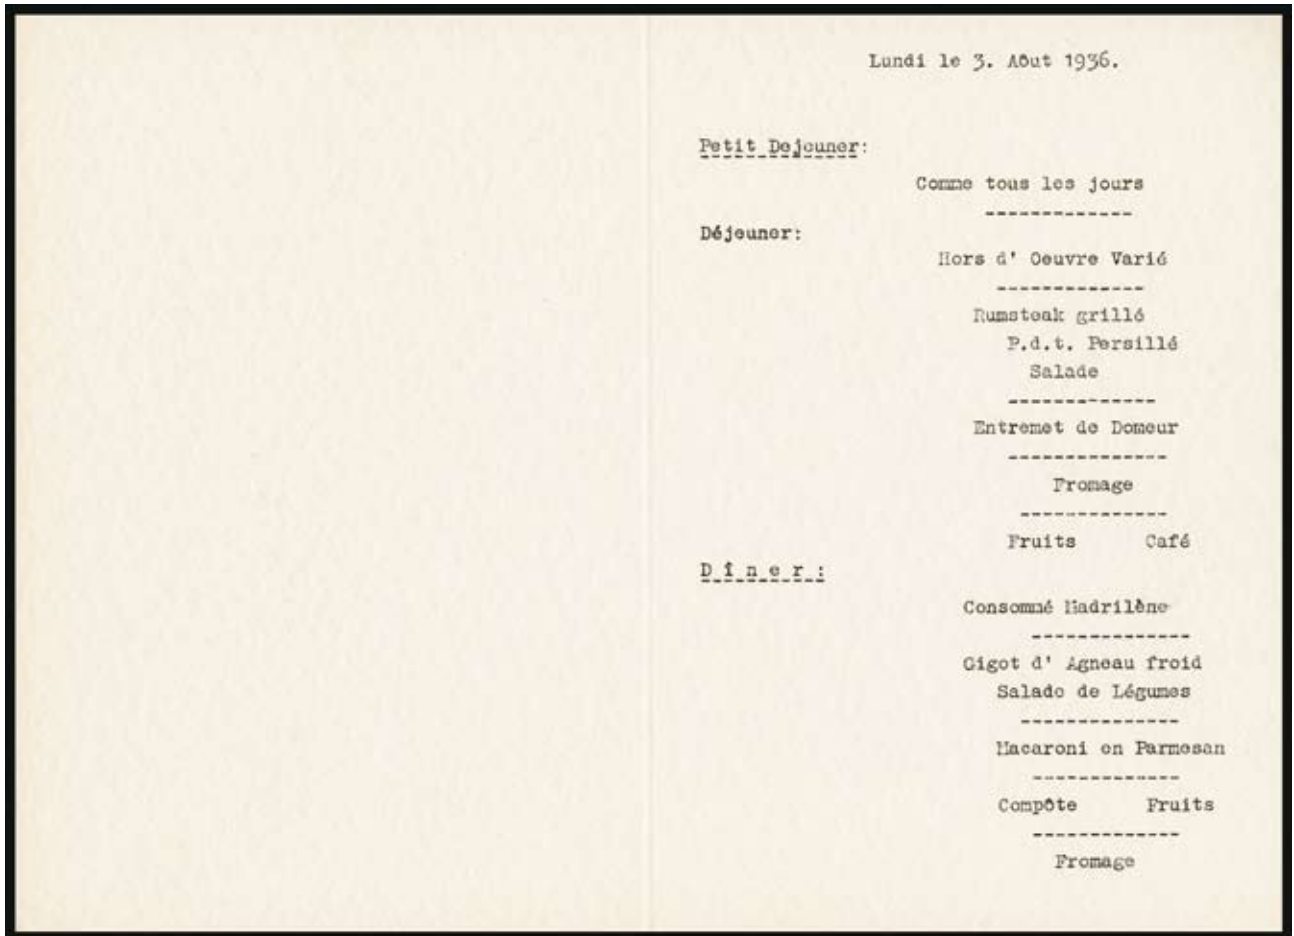 Lundi le 3. Aôut 1936.
Petit Dejeuner:
Comme tous les jours
-------------
Déjeuner:
Hors d' Oeuvre Varié
-------------
Rumsteak grillé
P.d.t. Persillé
Salade
-------------
Entremet de Domeur
--------------
Fromage
-------------
Fruits Café
D î n e r :
Consommé Madrilène
--------------
Gigot d' Agneau froid
Salade de Légumes
--------------
Macaroni en Parmesan
-------------
Compôte Fruits
-------------
Fromage